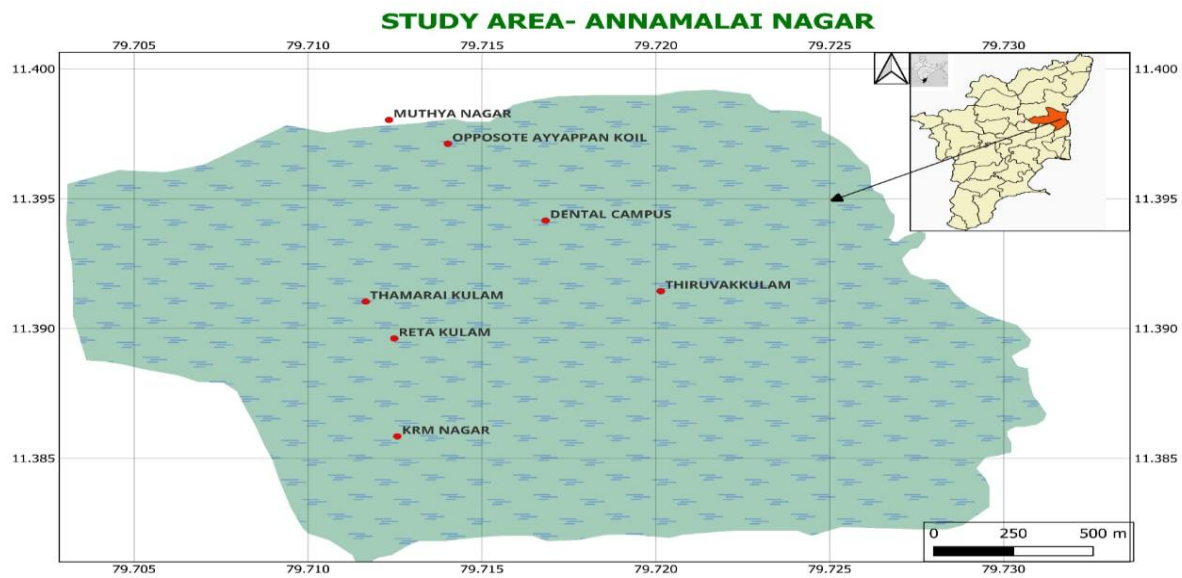 STUDY AREA- ANNAMALAI NAGAR
79.705 79.710 79.715 79.720 79.725 79.730
11.400 11.400
MUTHYA NAGAR
OPPOSOTE AYYAPPAN KOIL
11.395 11.395
DENTAL CAMPUS
THIRUVAKKULAM
THAMARAI KULAM
11.390 11.390
RETA KULAM
KRM NAGAR
11.385 11.385
0 250 500 m
79.705 79.710 79.715 79.720 79.725 79.730